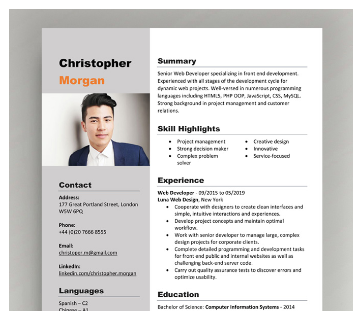 Christopher
Morgan
Contact
Address:
177 Great Portland Street, London
W5W 6PQ
Phone:
+44 (0)20 7666 8555
Email:
christoper.m@gmail.com
LinkedIn:
linkedin.com/christopher.morgan
Languages
Spanish – C2
Summary
Senior Web Developer specializing in front end development.
Experienced with all stages of the development cycle for
dynamic web projects. Well-versed in numerous programming
languages including HTML5, PHP OOP, JavaScript, CSS, MySQL.
Strong background in project management and customer
relations.
Skill Highlights
• Project management
• Strong decision maker
• Complex problem
solver
• Creative design
• Innovative
• Service-focused
Experience
Web Developer - 09/2015 to 05/2019
Luna Web Design, New York
• Cooperate with designers to create clean interfaces and
simple, intuitive interactions and experiences.
• Develop project concepts and maintain optimal
workflow.
• Work with senior developer to manage large, complex
design projects for corporate clients.
• Complete detailed programming and development tasks
for front end public and internal websites as well as
challenging back-end server code.
• Carry out quality assurance tests to discover errors and
optimize usability.
Education
Bachelor of Science: Computer Information Systems - 2014